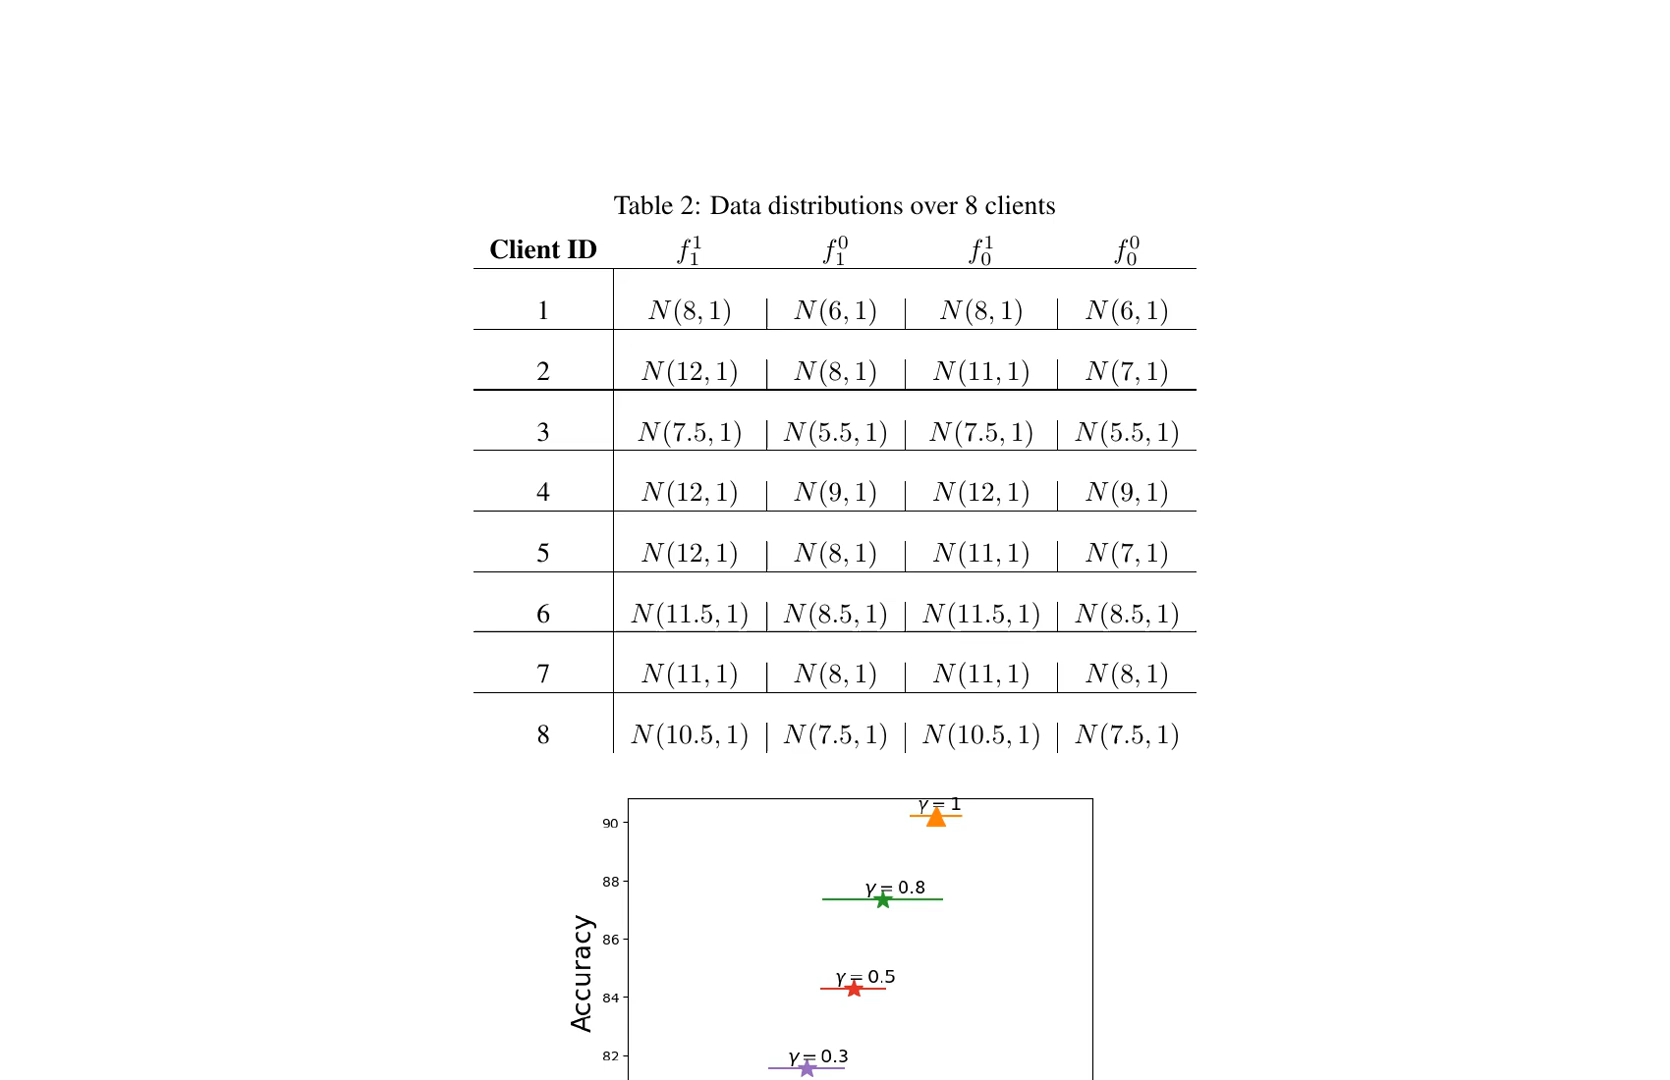 Table 2: Data distributions over 8 clients
Client ID f_1^1 f_1^0 f_0^1 f_0^0
1 N(8, 1) | N(6, 1) | N(8, 1) | N(6, 1)
2 N(12, 1) | N(8, 1) | N(11, 1) | N(7, 1)
3 N(7.5, 1) | N(5.5, 1) | N(7.5, 1) | N(5.5, 1)
4 N(12, 1) | N(9, 1) | N(12, 1) | N(9, 1)
5 N(12, 1) | N(8, 1) | N(11, 1) | N(7, 1)
6 N(11.5, 1) | N(8.5, 1) | N(11.5, 1) | N(8.5, 1)
7 N(11, 1) | N(8, 1) | N(11, 1) | N(8, 1)
8 N(10.5, 1) | N(7.5, 1) | N(10.5, 1) | N(7.5, 1)
γ = 1
90
γ = 0.8
88
Accuracy
86
γ = 0.5
84
γ = 0.3
82